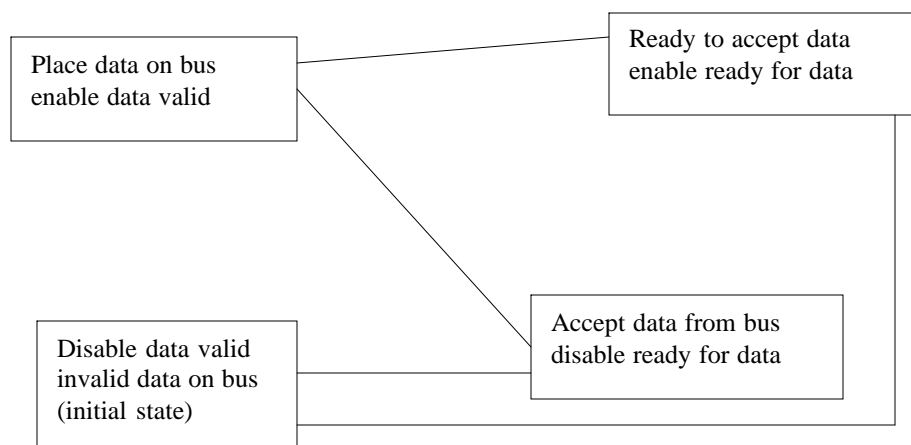 Place data on bus
enable data valid
Ready to accept data
enable ready for data
Accept data from bus
disable ready for data
Disable data valid
invalid data on bus
(initial state)